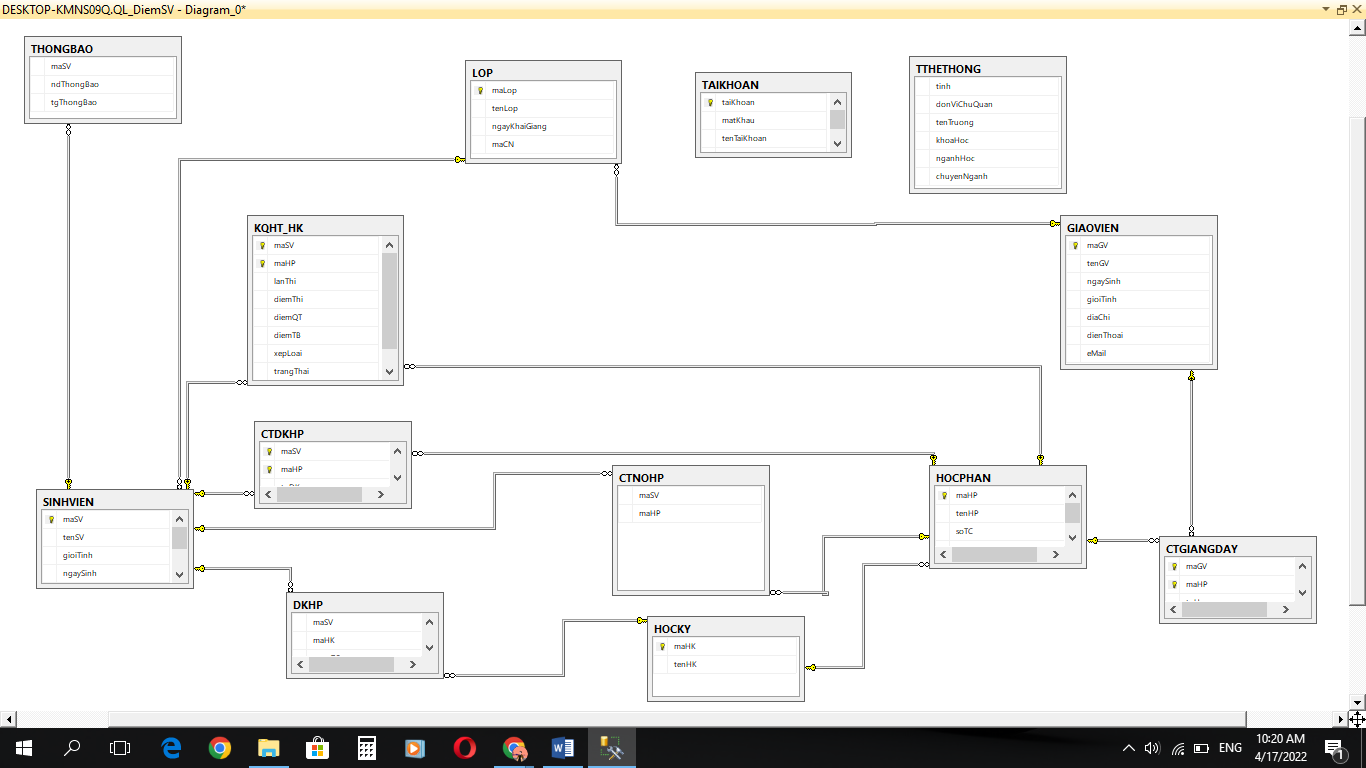 DESKTOP-KMNS09Q.QL_DiemSV - Diagram_0*
THONGBAO
maSV
ndThongBao
tgThongBao
LOP
maLop
tenLop
ngayKhaiGiang
maCN
TAIKHOAN
taiKhoan
matKhau
tenTaiKhoan
TTHETHONG
tinh
donViChuQuan
tenTruong
khoaHoc
nganhHoc
chuyenNganh
KQHT_HK
maSV
maHP
lanThi
diemThi
diemQT
diemTB
xepLoai
trangThai
GIAOVIEN
maGV
tenGV
ngaySinh
gioiTinh
diaChi
dienThoai
eMail
CTDKHP
maSV
maHP
CTNOHP
maSV
maHP
HOCPHAN
maHP
tenHP
soTC
SINHVIEN
maSV
tenSV
gioiTinh
ngaySinh
CTGIANGDAY
maGV
maHP
DKHP
maSV
maHK
HOCKY
maHK
tenHK
ENG
10:20 AM
4/17/2022
1